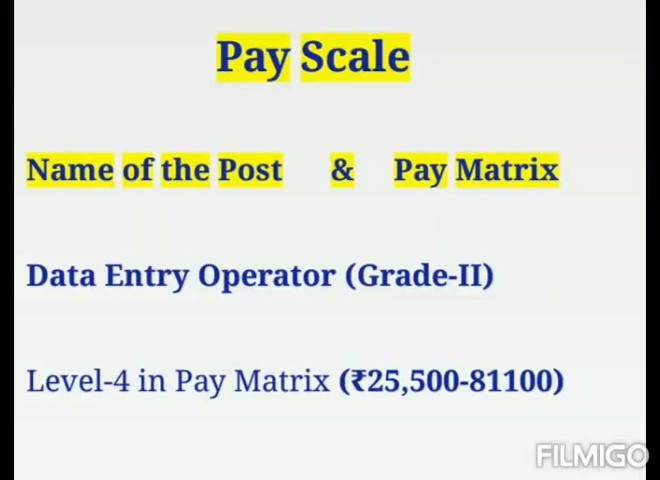 Pay Scale
Name of the Post & Pay Matrix
Data Entry Operator (Grade-II)
Level-4 in Pay Matrix (₹25,500-81100)
FILMIGO